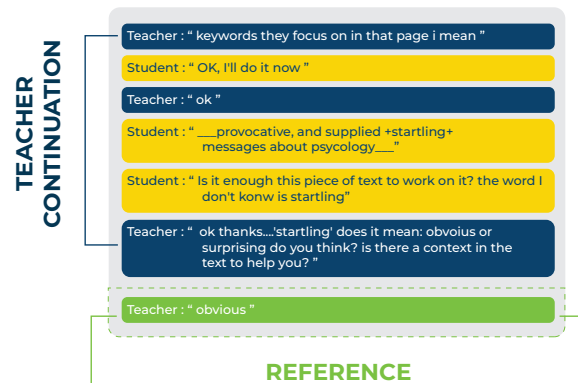 TEACHER
CONTINUATION
Teacher : “ keywords they focus on in that page i mean ”
Student : “ OK, I'll do it now ”
Teacher : “ ok ”
Student : “ ___provocative, and supplied +startling+
messages about psycology___”
Student : “ Is it enough this piece of text to work on it? the word I
don't konw is startling”
Teacher : “ ok thanks....'startling' does it mean: obvoius or
surprising do you think? is there a context in the
text to help you? ”
Teacher : “ obvious ”
REFERENCE